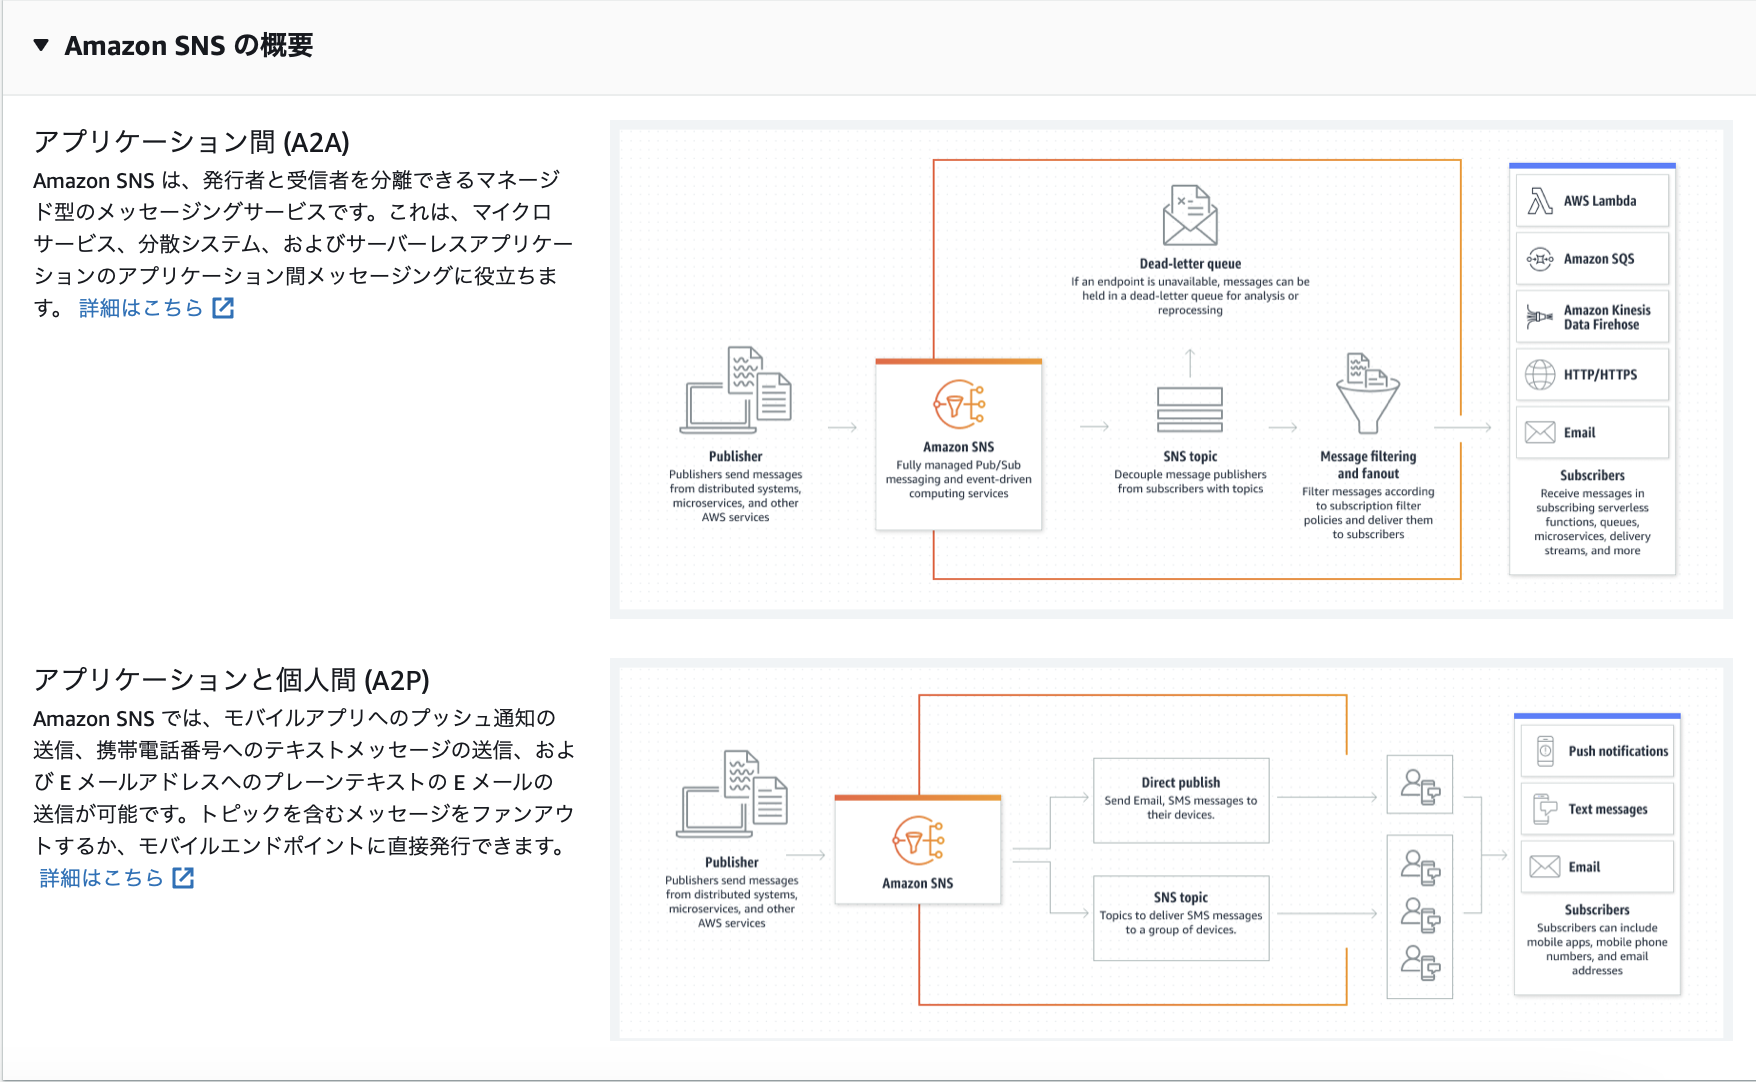 Amazon SNS の概要
アプリケーション間 (A2A)
Amazon SNS は、発行者と受信者を分離できるマネージ
ド型のメッセージングサービスです。これは、マイクロ
サービス、分散システム、およびサーバーレスアプリケー
ションのアプリケーション間メッセージングに役立ちま
す。 詳細はこちら
Publisher
Publishers send messages
from distributed systems,
microservices, and other
AWS services
Amazon SNS
Fully managed Pub/Sub
messaging and event-driven
computing services
Dead-letter queue
If an endpoint is unavailable, messages can be
held in a dead-letter queue for analysis or
reprocessing
SNS topic
Decouple message publishers
from subscribers with topics
Message filtering
and fanout
Filter messages according
to subscription filter
policies and deliver them
to subscribers
AWS Lambda
Amazon SQS
Amazon Kinesis
Data Firehose
HTTP/HTTPS
Email
Subscribers
Receive messages in
subscribing serverless
functions, queues,
microservices, delivery
streams, and more
アプリケーションと個人間 (A2P)
Amazon SNS では、モバイルアプリへのプッシュ通知の
送信、携帯電話番号へのテキストメッセージの送信、およ
び E メールアドレスへのプレーンテキストの E メールの
送信が可能です。トピックを含むメッセージをファンアウ
トするか、モバイルエンドポイントに直接発行できます。
詳細はこちら
Publisher
Publishers send messages
from distributed systems,
microservices, and other
AWS services
Amazon SNS
Direct publish
Send Email, SMS messages to
their devices.
SNS topic
Topics to deliver SMS messages
to a group of devices.
Push notifications
Text messages
Email
Subscribers
Subscribers can include
mobile apps, mobile phone
numbers, and email
addresses